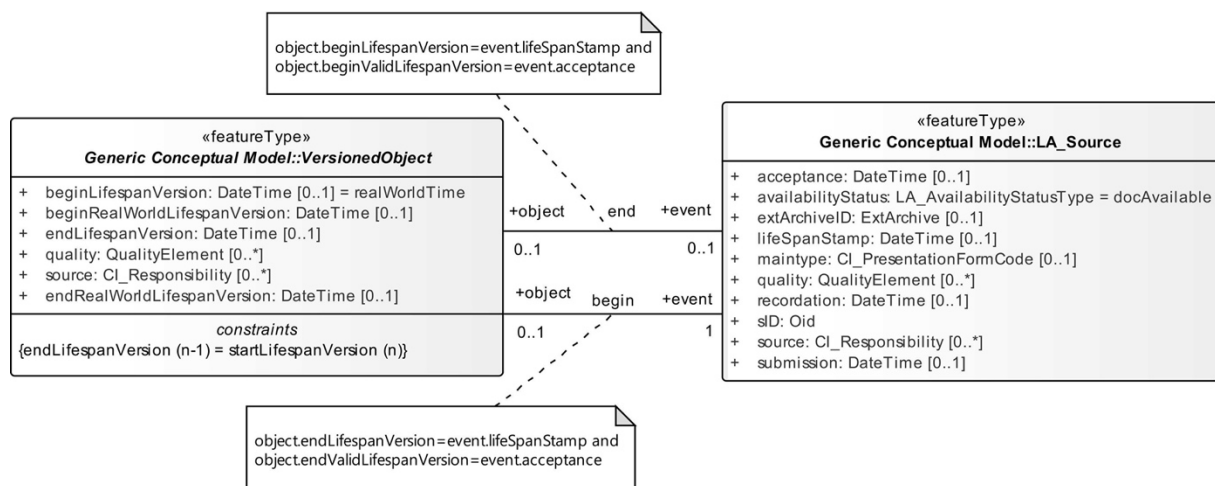 object.beginLifespanVersion=event.lifeSpanStamp and
object.beginValidLifespanVersion=event.acceptance
«featureType»
Generic Conceptual Model::VersionedObject
+ beginLifespanVersion: DateTime [0..1] = realWorldTime
+ beginRealWorldLifespanVersion: DateTime [0..1]
+ endLifespanVersion: DateTime [0..1]
+ quality: QualityElement [0..*]
+ source: CI_Responsibility [0..*]
+ endRealWorldLifespanVersion: DateTime [0..1]
constraints
{endLifespanVersion (n-1) = startLifespanVersion (n)}
+object end +event
0..1 0..1
+object begin +event
0..1 1
«featureType»
Generic Conceptual Model::LA_Source
+ acceptance: DateTime [0..1]
+ availabilityStatus: LA_AvailabilityStatusType = docAvailable
+ extArchiveID: ExtArchive [0..1]
+ lifeSpanStamp: DateTime [0..1]
+ maintype: CI_PresentationFormCode [0..1]
+ quality: QualityElement [0..*]
+ recordation: DateTime [0..1]
+ sID: Oid
+ source: CI_Responsibility [0..*]
+ submission: DateTime [0..1]
object.endLifespanVersion=event.lifeSpanStamp and
object.endValidLifespanVersion=event.acceptance